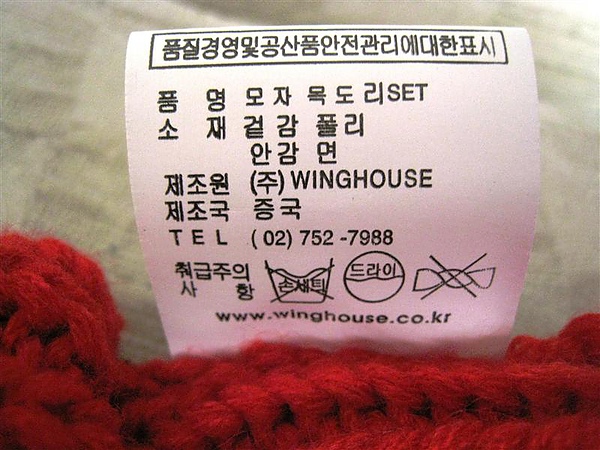 품질경영및공산품안전관리에대한표시
품 명 모자 목도리SET
소 재 겉감 폴리
안감 면
제조원 (주) WINGHOUSE
제조국 중국
TEL (02) 752-7988
취급주의 손세탁 드라이
사 항
www.winghouse.co.kr